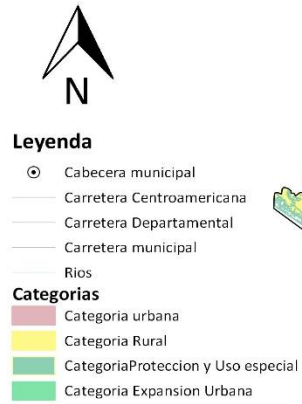 N
Leyenda
Cabecera municipal
Carretera Centroamericana
Carretera Departamental
Carretera municipal
Rios
Categorias
Categoria urbana
Categoria Rural
CategoriaProteccion y Uso especial
Categoria Expansion Urbana